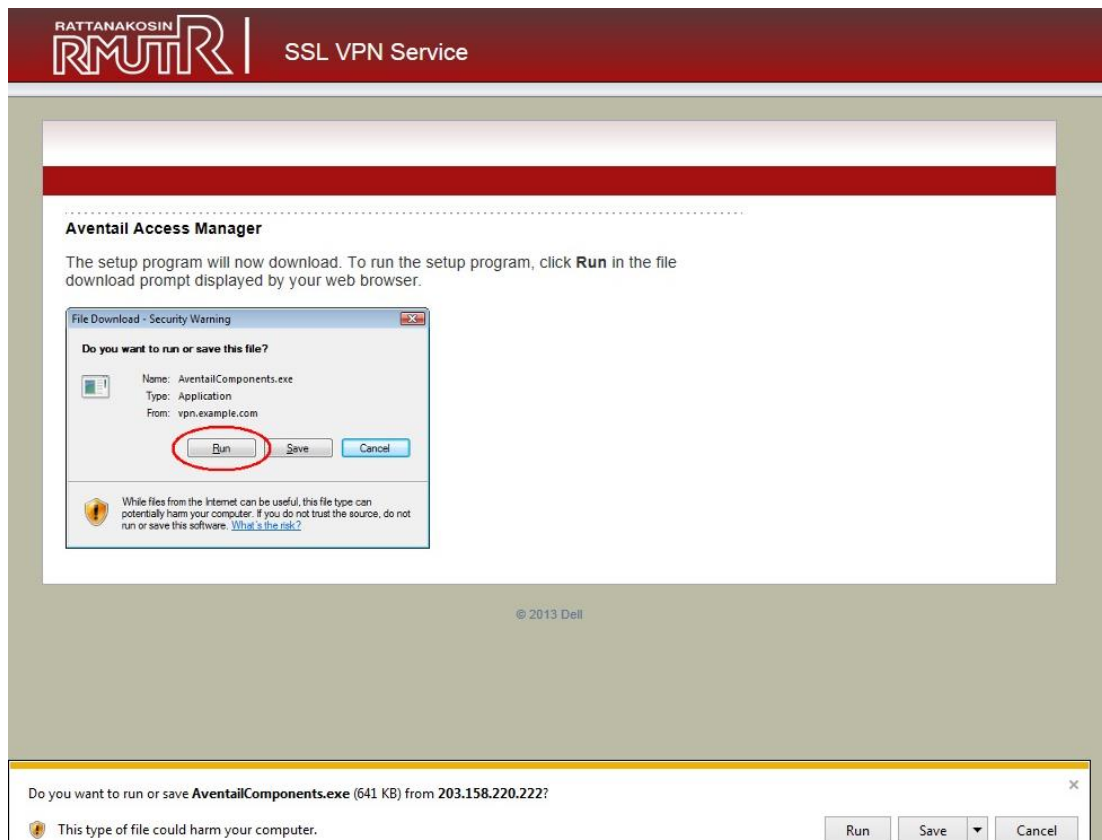 RATTANAKOSIN
RMUTR
SSL VPN Service
Aventail Access Manager
The setup program will now download. To run the setup program, click Run in the file
download prompt displayed by your web browser.
File Download - Security Warning
Do you want to run or save this file?
Name: AventailComponents.exe
Type: Application
From: vpn.example.com
Run Save Cancel
While files from the Internet can be useful, this file type can
potentially harm your computer. If you do not trust the source, do not
run or save this software. What's the risk?
© 2013 Dell
Do you want to run or save AventailComponents.exe (641 KB) from 203.158.220.222?
This type of file could harm your computer.
Run Save Cancel